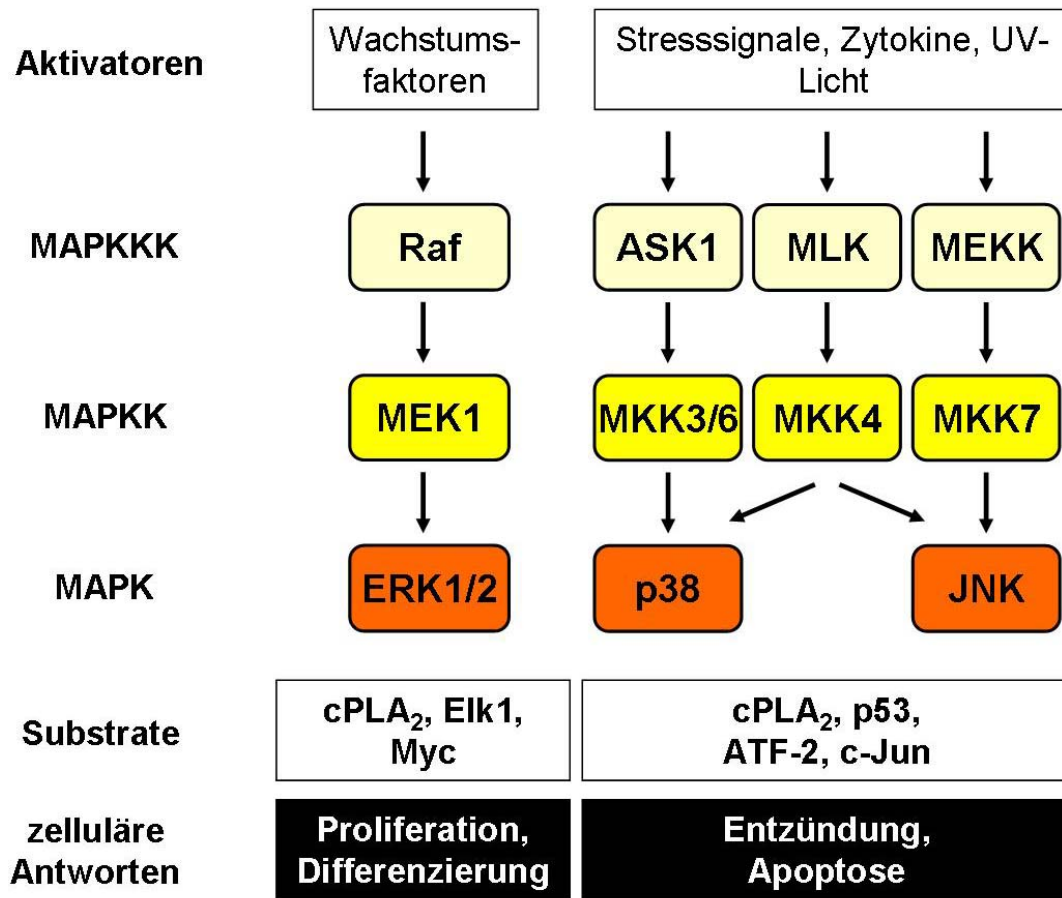 Aktivatoren
Wachstums-
faktoren
Stresssignale, Zytokine, UV-
Licht
MAPKKK
Raf
ASK1
MLK
MEKK
MAPKK
MEK1
MKK3/6
MKK4
MKK7
MAPK
ERK1/2
p38
JNK
Substrate
cPLA₂, Elk1,
Myc
cPLA₂, p53,
ATF-2, c-Jun
zelluläre
Antworten
Proliferation,
Differenzierung
Entzündung,
Apoptose